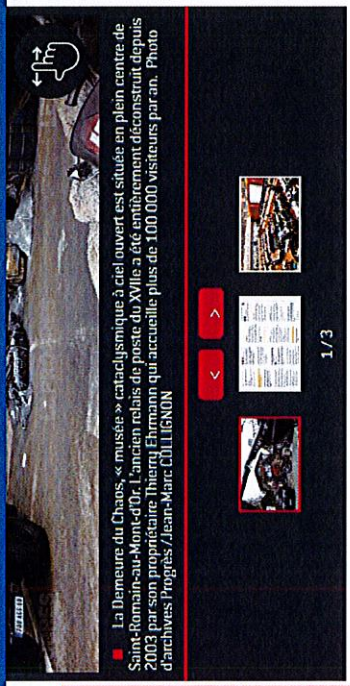 ■ La Demeure du Chaos, « musée » cataclysmique à ciel ouvert est située en plein centre de
Saint-Romain-au-Mont-d'Or. L'ancien relais de poste du XVIIe a été entièrement déconstruit depuis
2003 par son propriétaire Thierry Ehrmann qui accueille plus de 100 000 visiteurs par an. Photo
d'archives Progrès /Jean-Marc COLLIGNON
< >
1/3